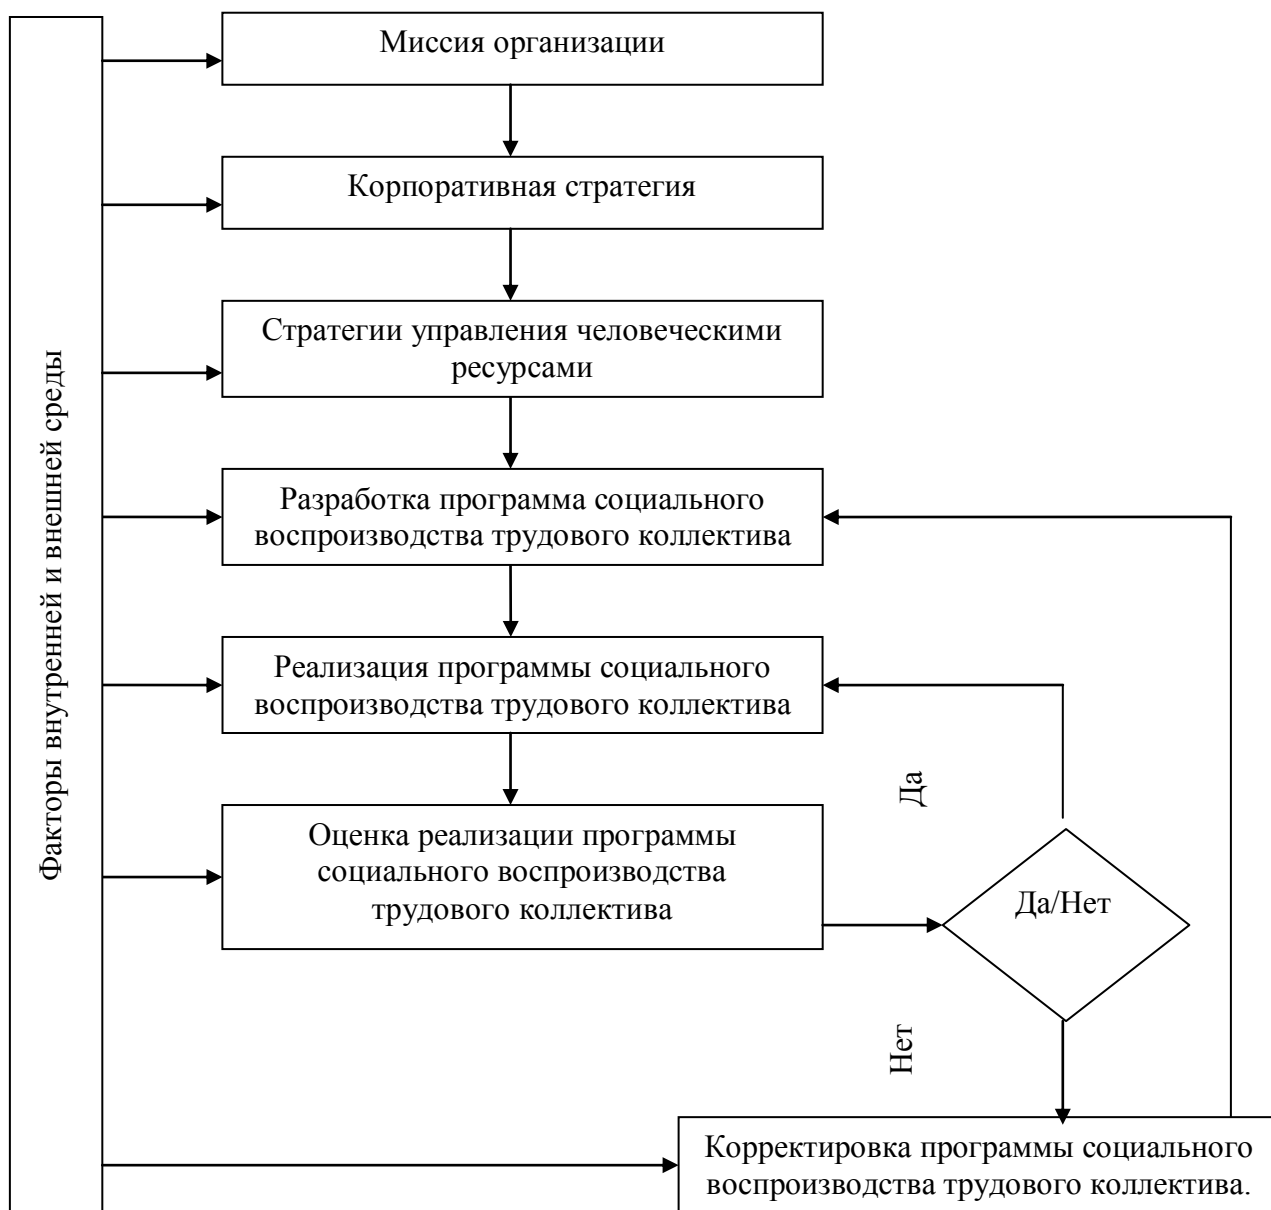 Миссия организации
Корпоративная стратегия
Стратегии управления человеческими
ресурсами
Факторы внутренней и внешней среды
Разработка программа социального
воспроизводства трудового коллектива
Реализация программы социального
воспроизводства трудового коллектива
Да
Оценка реализации программы
социального воспроизводства
трудового коллектива
Да/Нет
Нет
Корректировка программы социального
воспроизводства трудового коллектива.